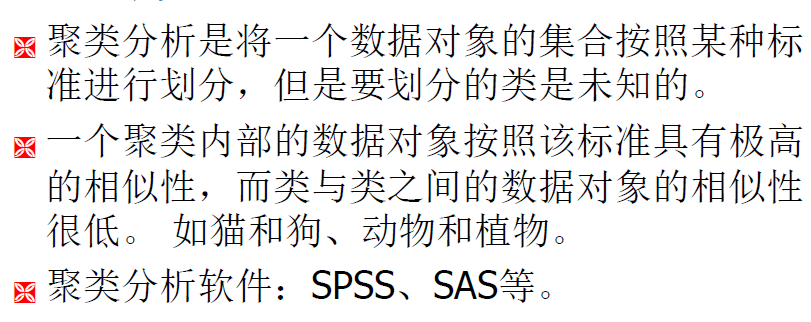 聚类分析是将一个数据对象的集合按照某种标
准进行划分，但是要划分的类是未知的。
一个聚类内部的数据对象按照该标准具有极高
的相似性，而类与类之间的数据对象的相似性
很低。 如猫和狗、动物和植物。
聚类分析软件：SPSS、SAS等。